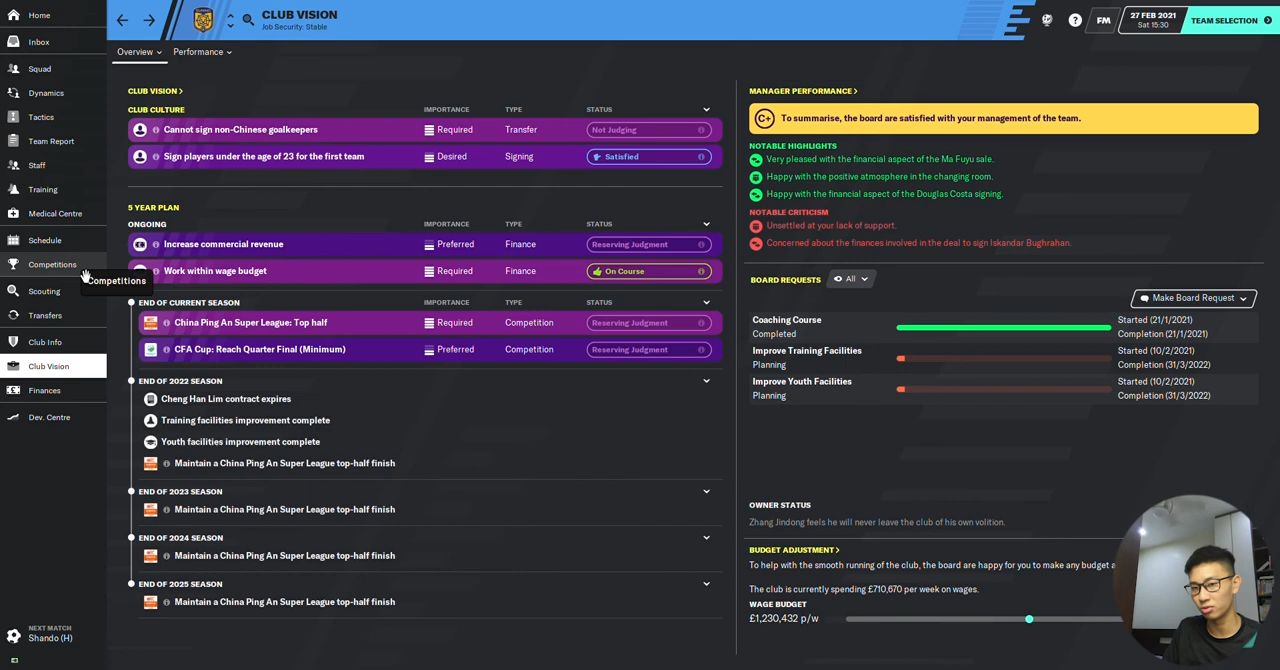 Home
Inbox
Squad
Dynamics
Tactics
Team Report
Staff
Training
Medical Centre
Schedule
Competitions
Competitions
Scouting
Transfers
Club Info
Club Vision
Finances
Dev. Centre
NEXT MATCH
Shando (H)
CLUB VISION
Job Security: Stable
FM
27 FEB 2021
Sat 15:30
TEAM SELECTION
Overview
Performance
CLUB VISION >
CLUB CULTURE IMPORTANCE TYPE STATUS
Cannot sign non-Chinese goalkeepers Required Transfer Not Judging
Sign players under the age of 23 for the first team Desired Signing Satisfied
5 YEAR PLAN
ONGOING IMPORTANCE TYPE STATUS
Increase commercial revenue Preferred Finance Reserving Judgment
Work within wage budget Required Finance On Course
END OF CURRENT SEASON IMPORTANCE TYPE STATUS
China Ping An Super League: Top half Required Competition Reserving Judgment
CFA Cup: Reach Quarter Final (Minimum) Preferred Competition Reserving Judgment
END OF 2022 SEASON
Cheng Han Lim contract expires
Training facilities improvement complete
Youth facilities improvement complete
Maintain a China Ping An Super League top-half finish
END OF 2023 SEASON
Maintain a China Ping An Super League top-half finish
END OF 2024 SEASON
Maintain a China Ping An Super League top-half finish
END OF 2025 SEASON
Maintain a China Ping An Super League top-half finish
MANAGER PERFORMANCE >
C+ To summarise, the board are satisfied with your management of the team.
NOTABLE HIGHLIGHTS
Very pleased with the financial aspect of the Ma Fuyu sale.
Happy with the positive atmosphere in the changing room.
Happy with the financial aspect of the Douglas Costa signing.
NOTABLE CRITICISM
Unsettled at your lack of support.
Concerned about the finances involved in the deal to sign Iskandar Bughrahan.
BOARD REQUESTS All
Make Board Request
Coaching Course Started (21/1/2021)
Completed Completion (21/1/2021)
Improve Training Facilities Started (10/2/2021)
Planning Completion (31/3/2022)
Improve Youth Facilities Started (10/2/2021)
Planning Completion (31/3/2022)
OWNER STATUS
Zhang Jindong feels he will never leave the club of his own volition.
BUDGET ADJUSTMENT >
To help with the smooth running of the club, the board are happy for you to make any budget a
The club is currently spending £710,670 per week on wages.
WAGE BUDGET
£1,230,432 p/w